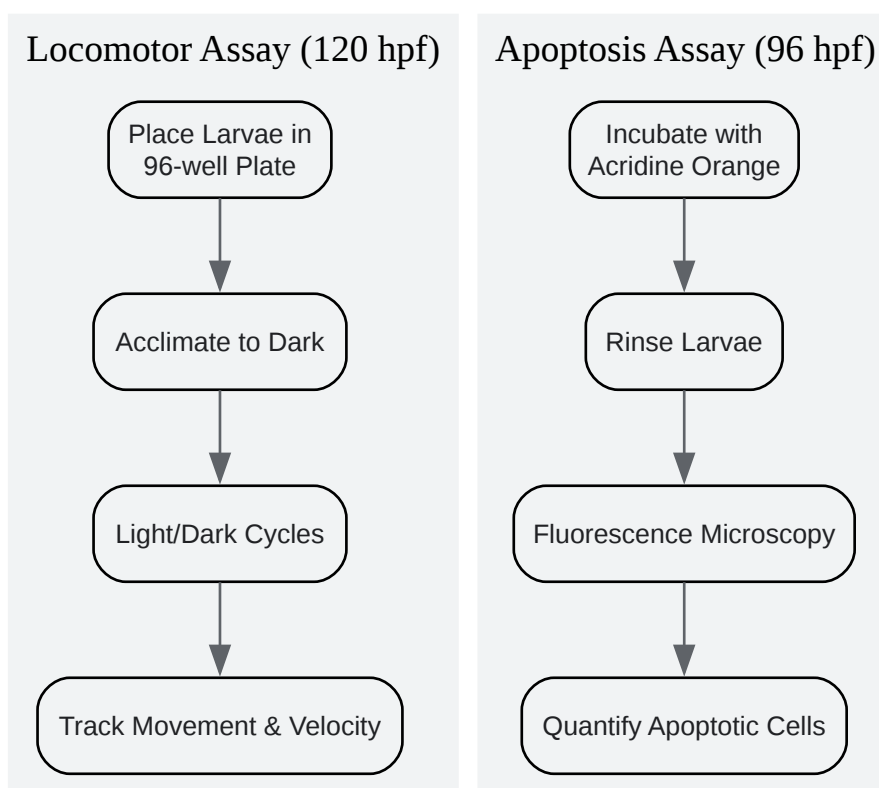 Locomotor Assay (120 hpf)
Place Larvae in
96-well Plate
Acclimate to Dark
Light/Dark Cycles
Track Movement & Velocity
Apoptosis Assay (96 hpf)
Incubate with
Acridine Orange
Rinse Larvae
Fluorescence Microscopy
Quantify Apoptotic Cells